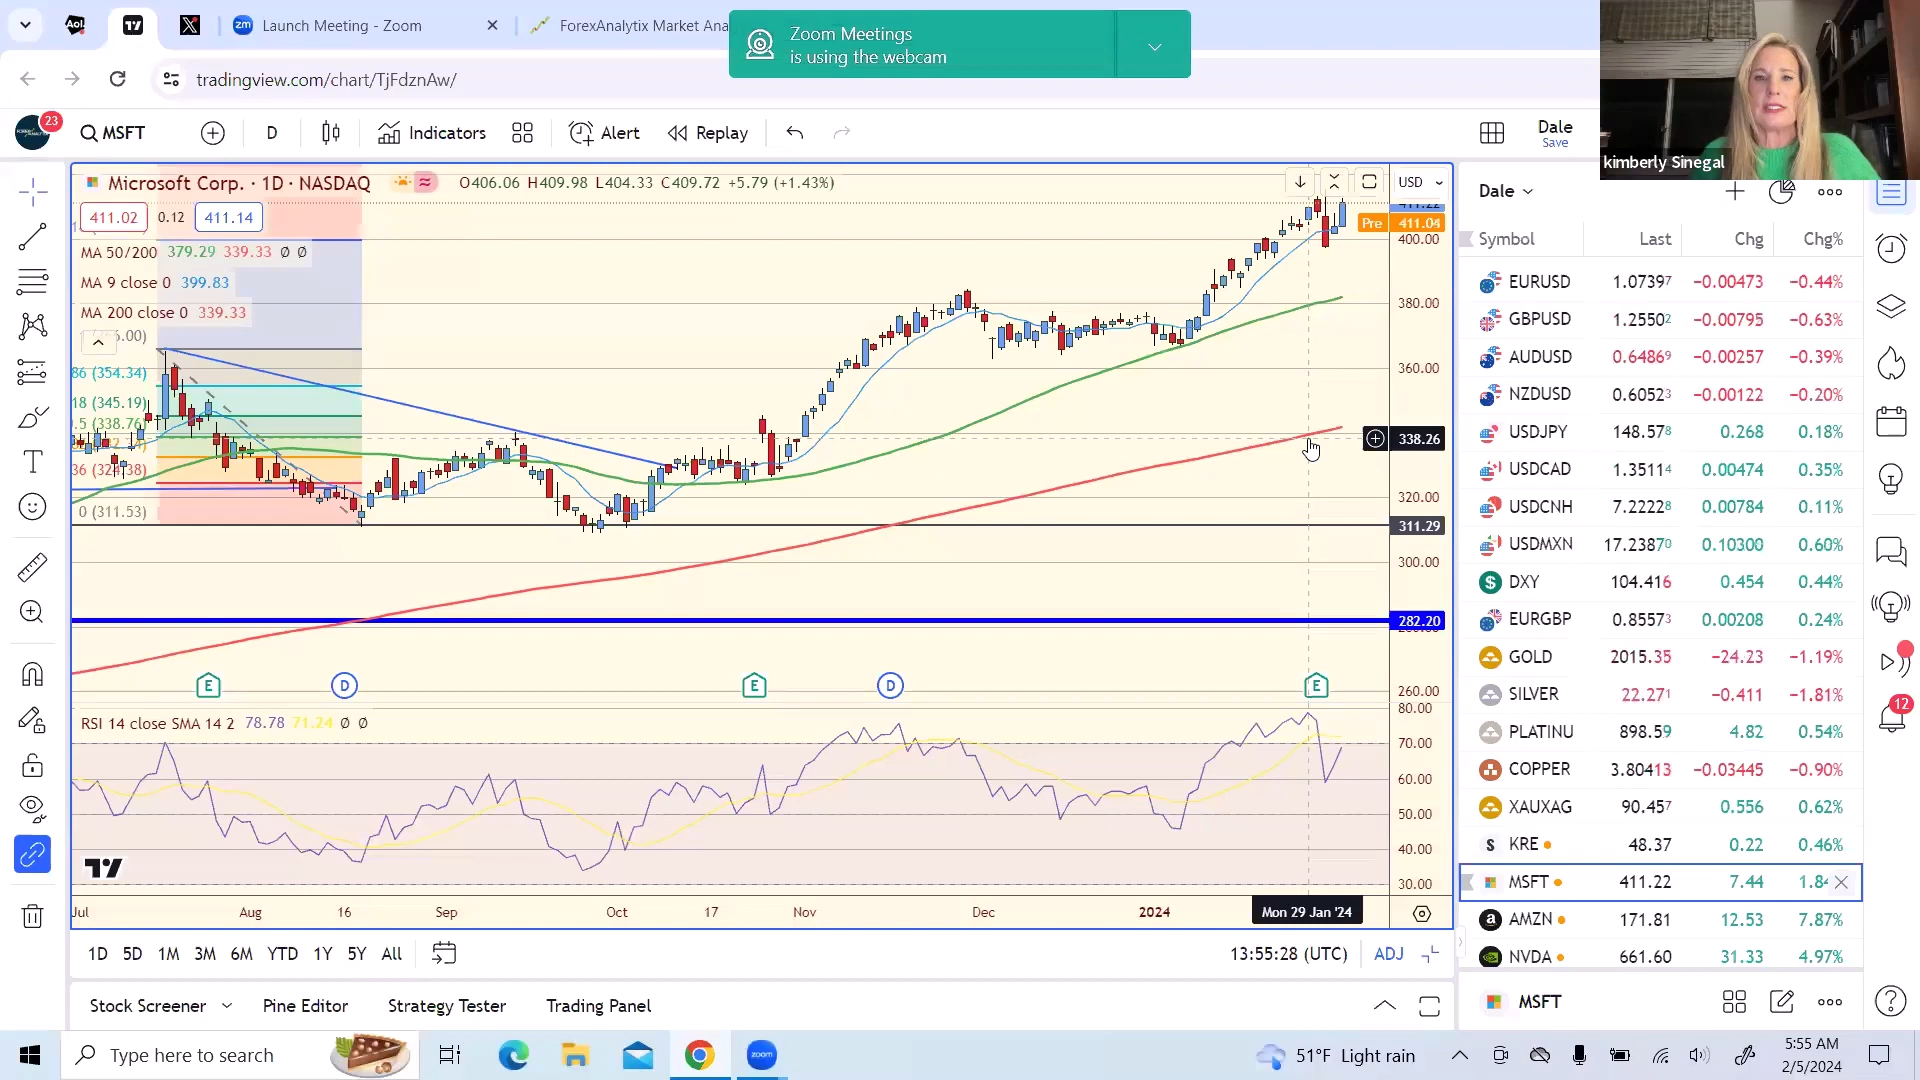 Launch Meeting - Zoom
ForexAnalytix Market Ana
Zoom Meetings
is using the webcam
tradingview.com/chart/TjFdznAw/
kimberly Sinegal
23
MSFT
D
Indicators
Alert
Replay
Dale
Save
Microsoft Corp. · 1D · NASDAQ
O406.06 H409.98 L404.33 C409.72 +5.79 (+1.43%)
USD
411.02 0.12 411.14
MA 50/200 379.29 339.33 Ø Ø
MA 9 close 0 399.83
MA 200 close 0 339.33
86 (354.34)
18 (345.19)
.5 (338.76)
36 (324.38)
0 (311.53)
411.22
Pre 411.04
400.00
380.00
360.00
338.26
320.00
311.29
300.00
282.20
260.00
E D E D E
RSI 14 close SMA 14 2 78.78 71.24 Ø Ø
80.00
70.00
60.00
50.00
40.00
30.00
Jul Aug 16 Sep Oct 17 Nov Dec 2024 Mon 29 Jan '24
1D 5D 1M 3M 6M YTD 1Y 5Y All
13:55:28 (UTC) ADJ
Stock Screener Pine Editor Strategy Tester Trading Panel
Dale
Symbol Last Chg Chg%
EURUSD 1.07397 −0.00473 −0.44%
GBPUSD 1.25502 −0.00795 −0.63%
AUDUSD 0.64869 −0.00257 −0.39%
NZDUSD 0.60523 −0.00122 −0.20%
USDJPY 148.578 0.268 0.18%
USDCAD 1.35114 0.00474 0.35%
USDCNH 7.22228 0.00784 0.11%
USDMXN 17.23870 0.10300 0.60%
DXY 104.416 0.454 0.44%
EURGBP 0.85573 0.00208 0.24%
GOLD 2015.35 −24.23 −1.19%
SILVER 22.271 −0.411 −1.81%
PLATINU 898.59 4.82 0.54%
COPPER 3.80413 −0.03445 −0.90%
XAUXAG 90.457 0.556 0.62%
KRE 48.37 0.22 0.46%
MSFT 411.22 7.44 1.84
AMZN 171.81 12.53 7.87%
NVDA 661.60 31.33 4.97%
MSFT
12
Type here to search
zoom
51°F Light rain
5:55 AM
2/5/2024